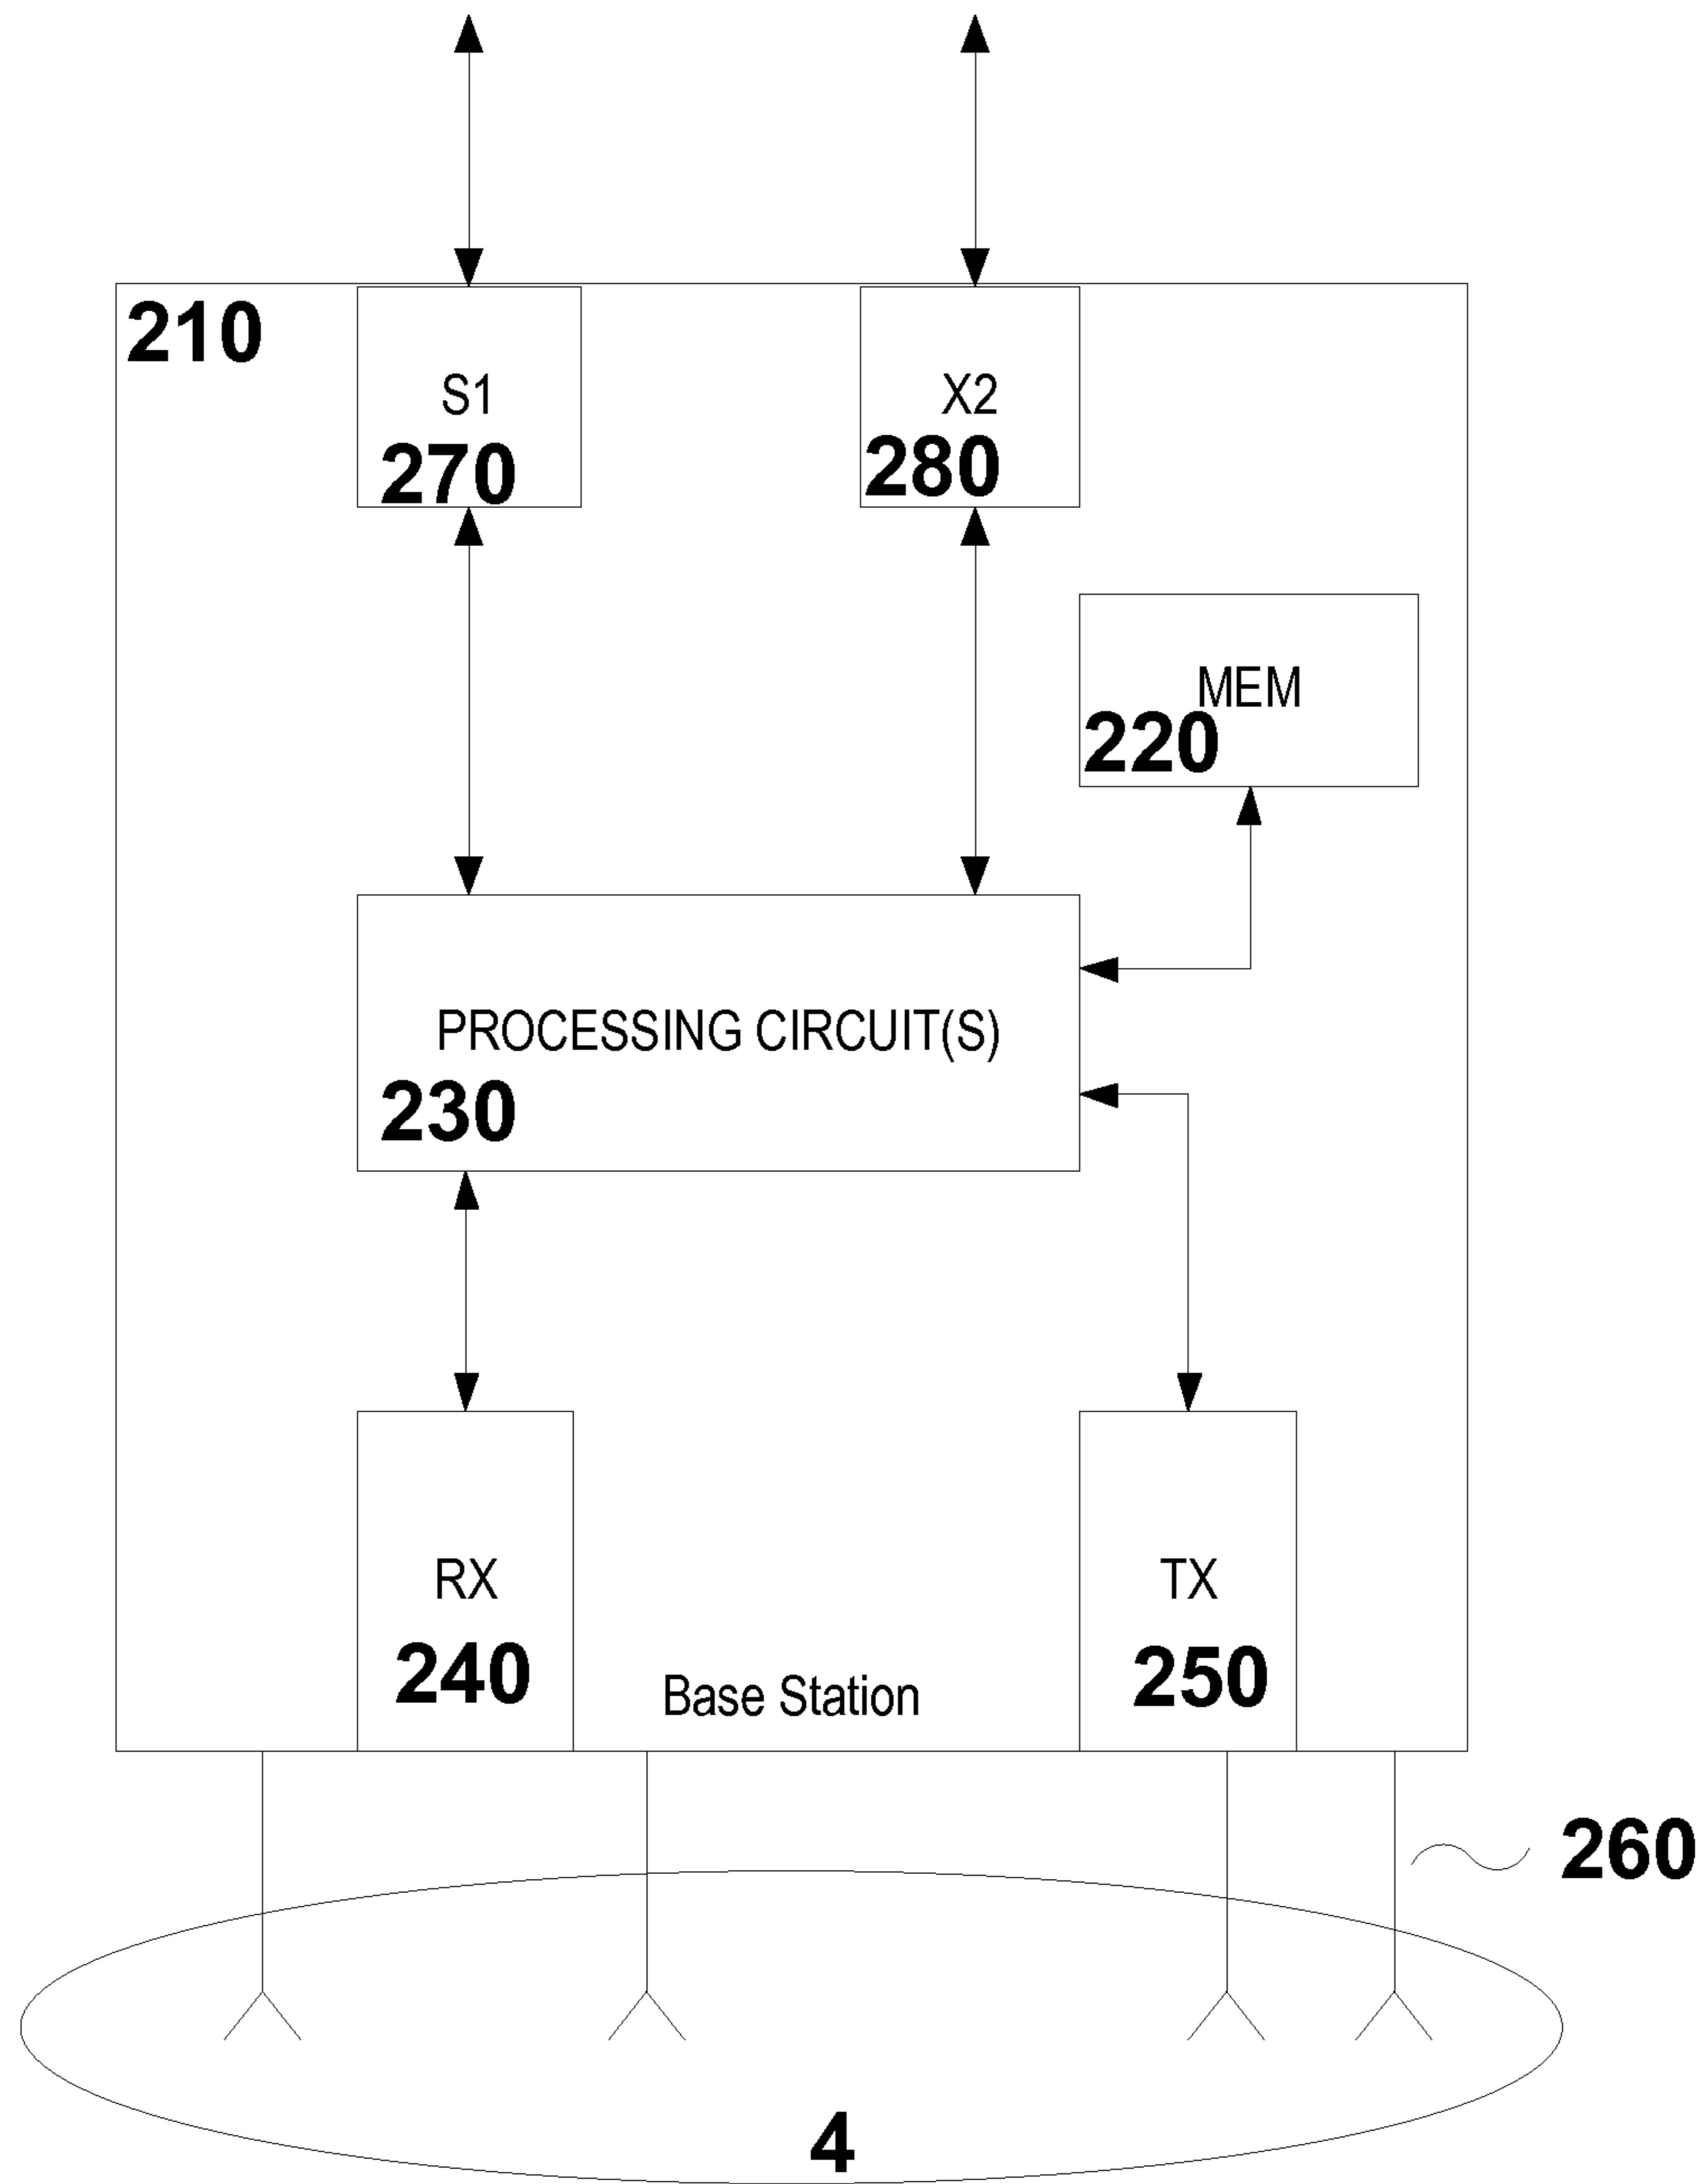 210
S1
270
X2
280
MEM
220
PROCESSING CIRCUIT(S)
230
RX
240
Base Station
TX
250
260
4